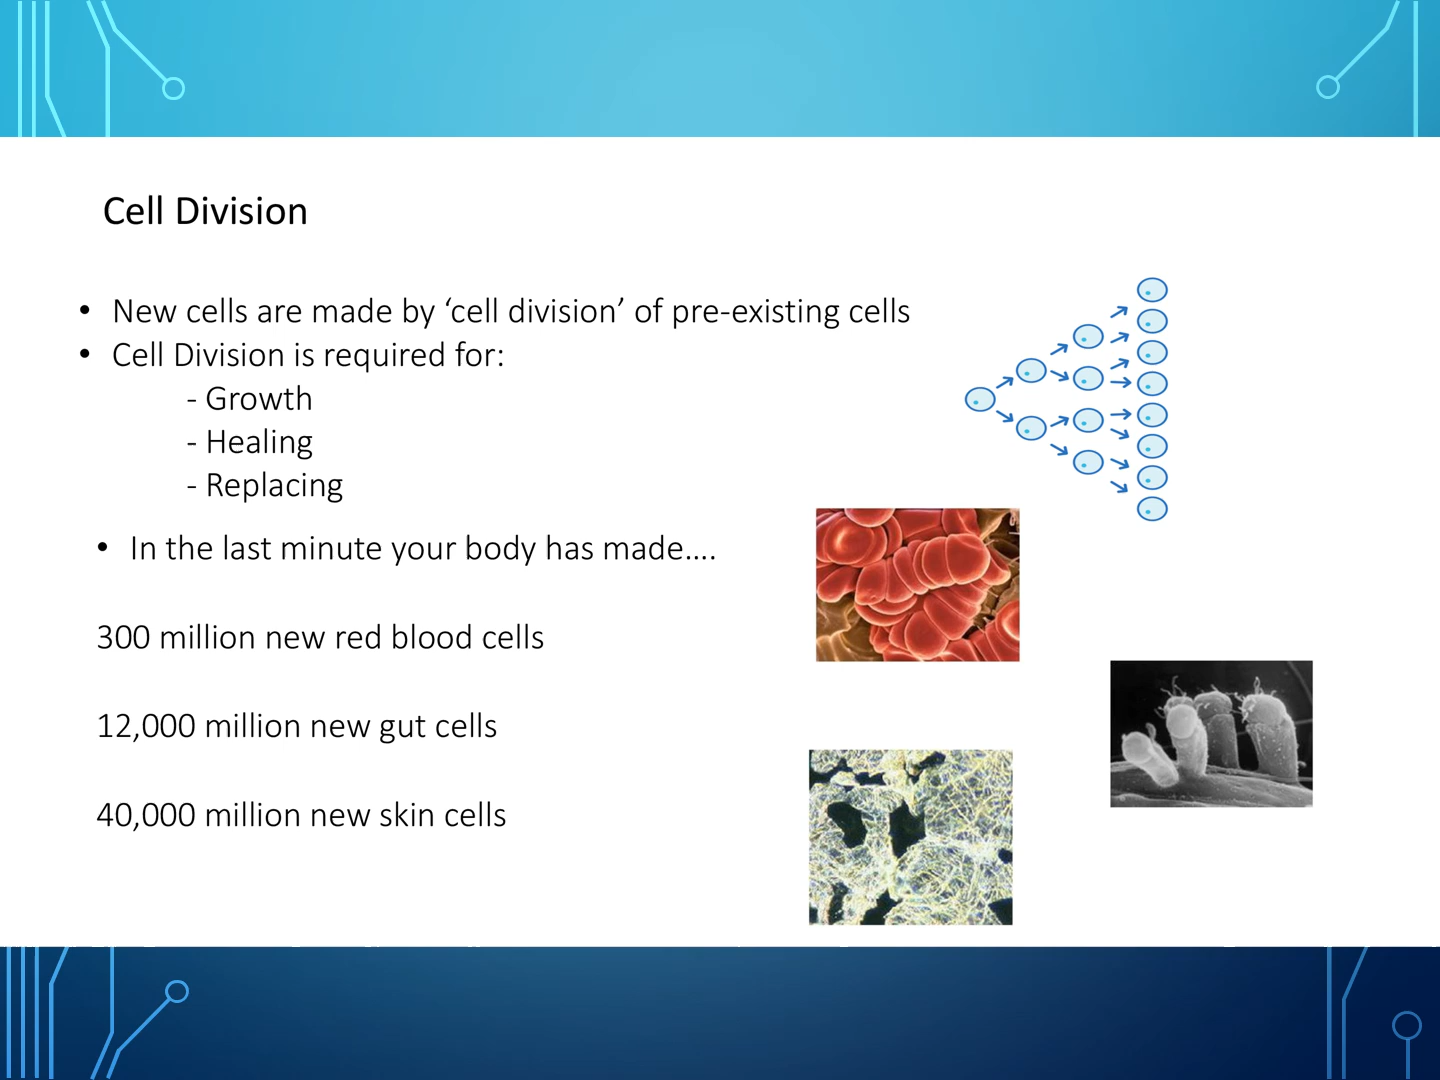 Cell Division
• New cells are made by ‘cell division’ of pre-existing cells
• Cell Division is required for:
- Growth
- Healing
- Replacing
• In the last minute your body has made....
300 million new red blood cells
12,000 million new gut cells
40,000 million new skin cells